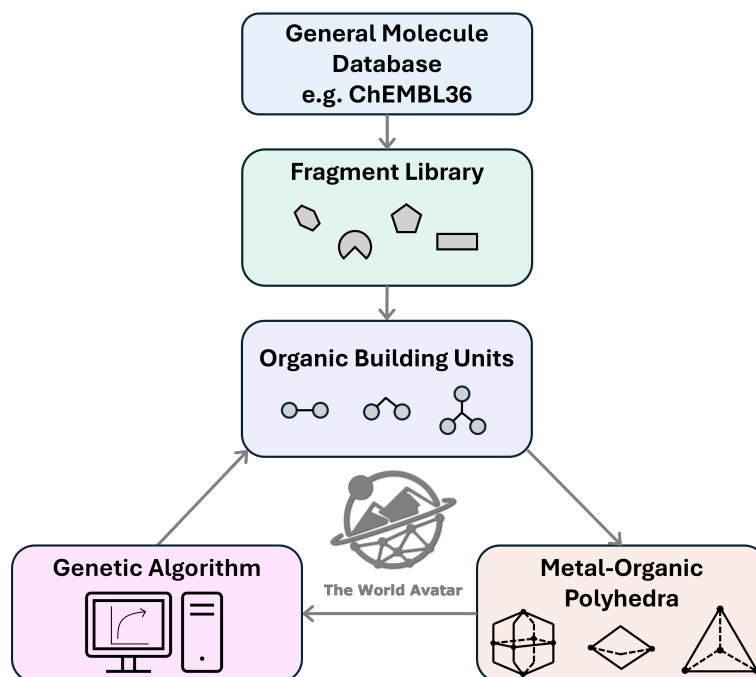 General Molecule
Database
e.g. ChEMBL36
Fragment Library
Organic Building Units
The World Avatar
Genetic Algorithm
Metal-Organic
Polyhedra